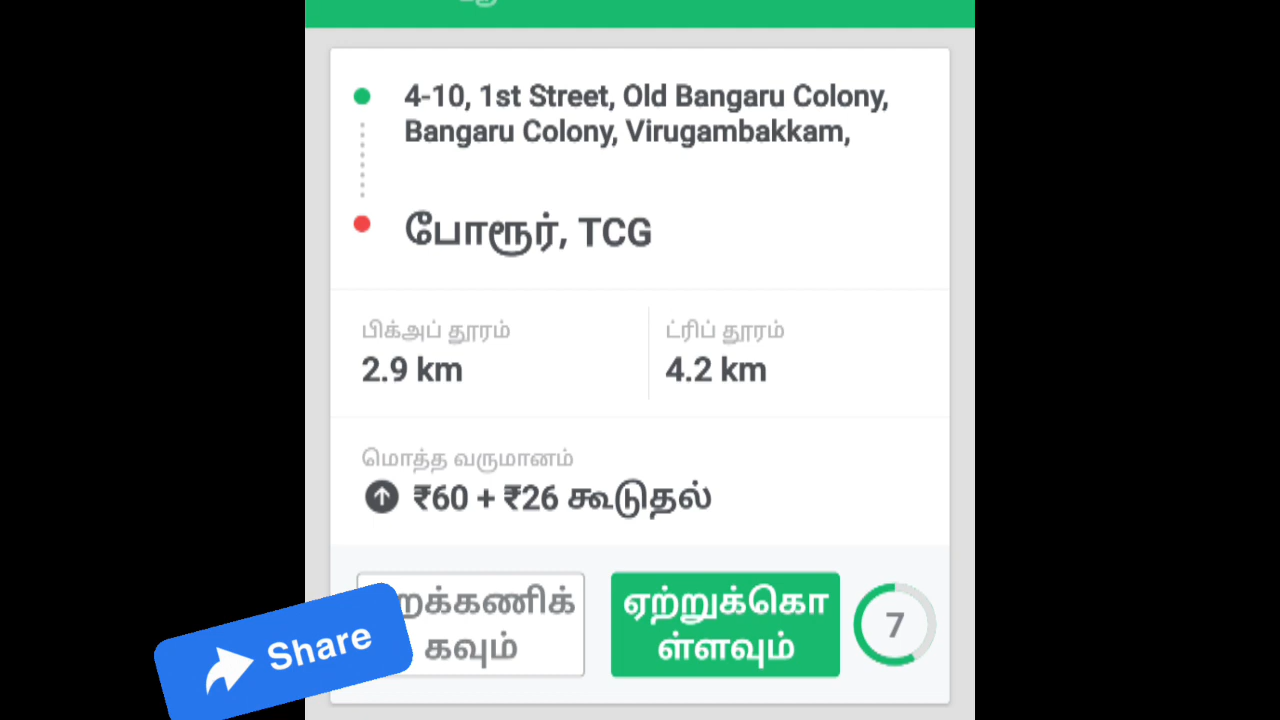 4-10, 1st Street, Old Bangaru Colony,
Bangaru Colony, Virugambakkam,
போரூர், TCG
பிக்அப் தூரம்
ட்ரிப் தூரம்
2.9 km
4.2 km
மொத்த வருமானம்
₹60 + ₹26 கூடுதல்
றக்கணிக்
கவும்
ஏற்றுக்கொ
ள்ளவும்
7
Share